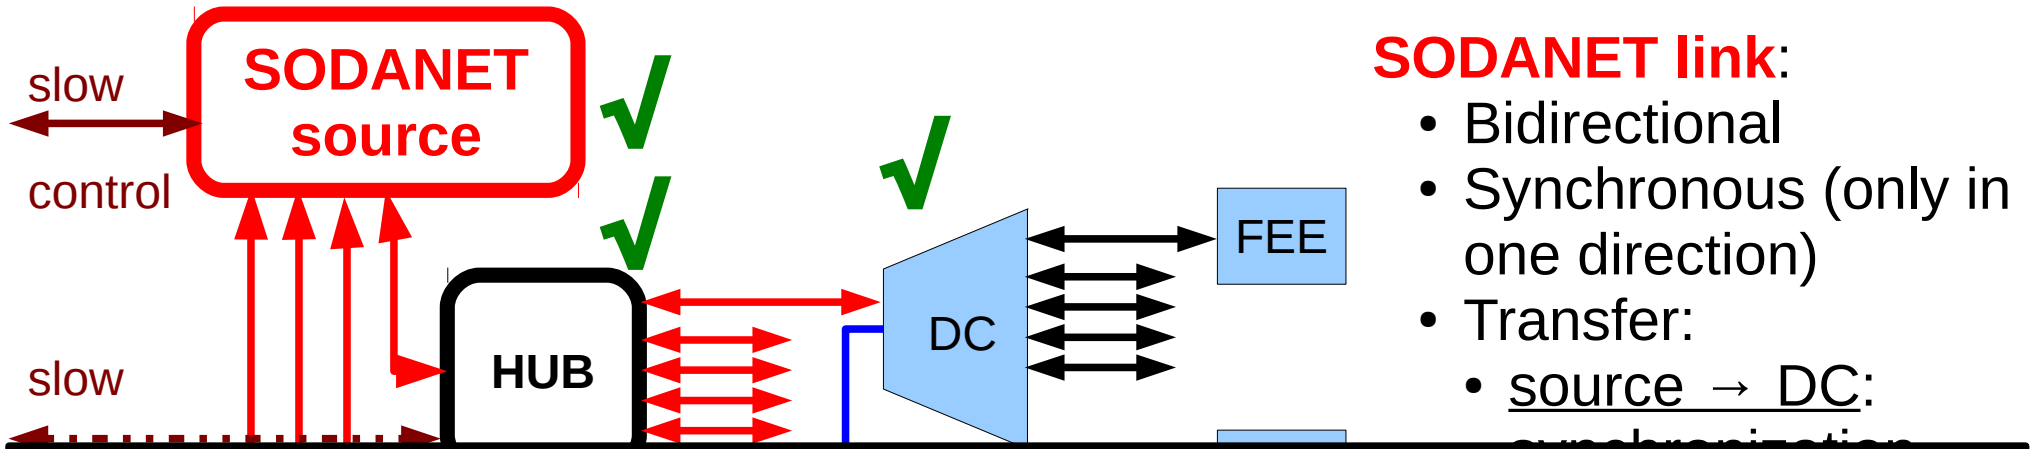 SODANET
source
slow
control
slow
HUB
DC
FEE
SODANET link:
• Bidirectional
• Synchronous (only in
one direction)
• Transfer:
• source → DC:
synchronization